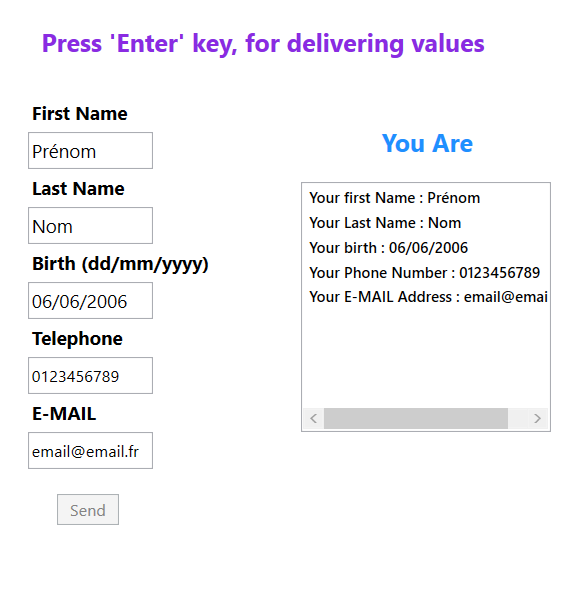 Press 'Enter' key, for delivering values
First Name
Prénom
Last Name
Nom
Birth (dd/mm/yyyy)
06/06/2006
Telephone
0123456789
E-MAIL
email@email.fr
Send
You Are
Your first Name : Prénom
Your Last Name : Nom
Your birth : 06/06/2006
Your Phone Number : 0123456789
Your E-MAIL Address : email@emai